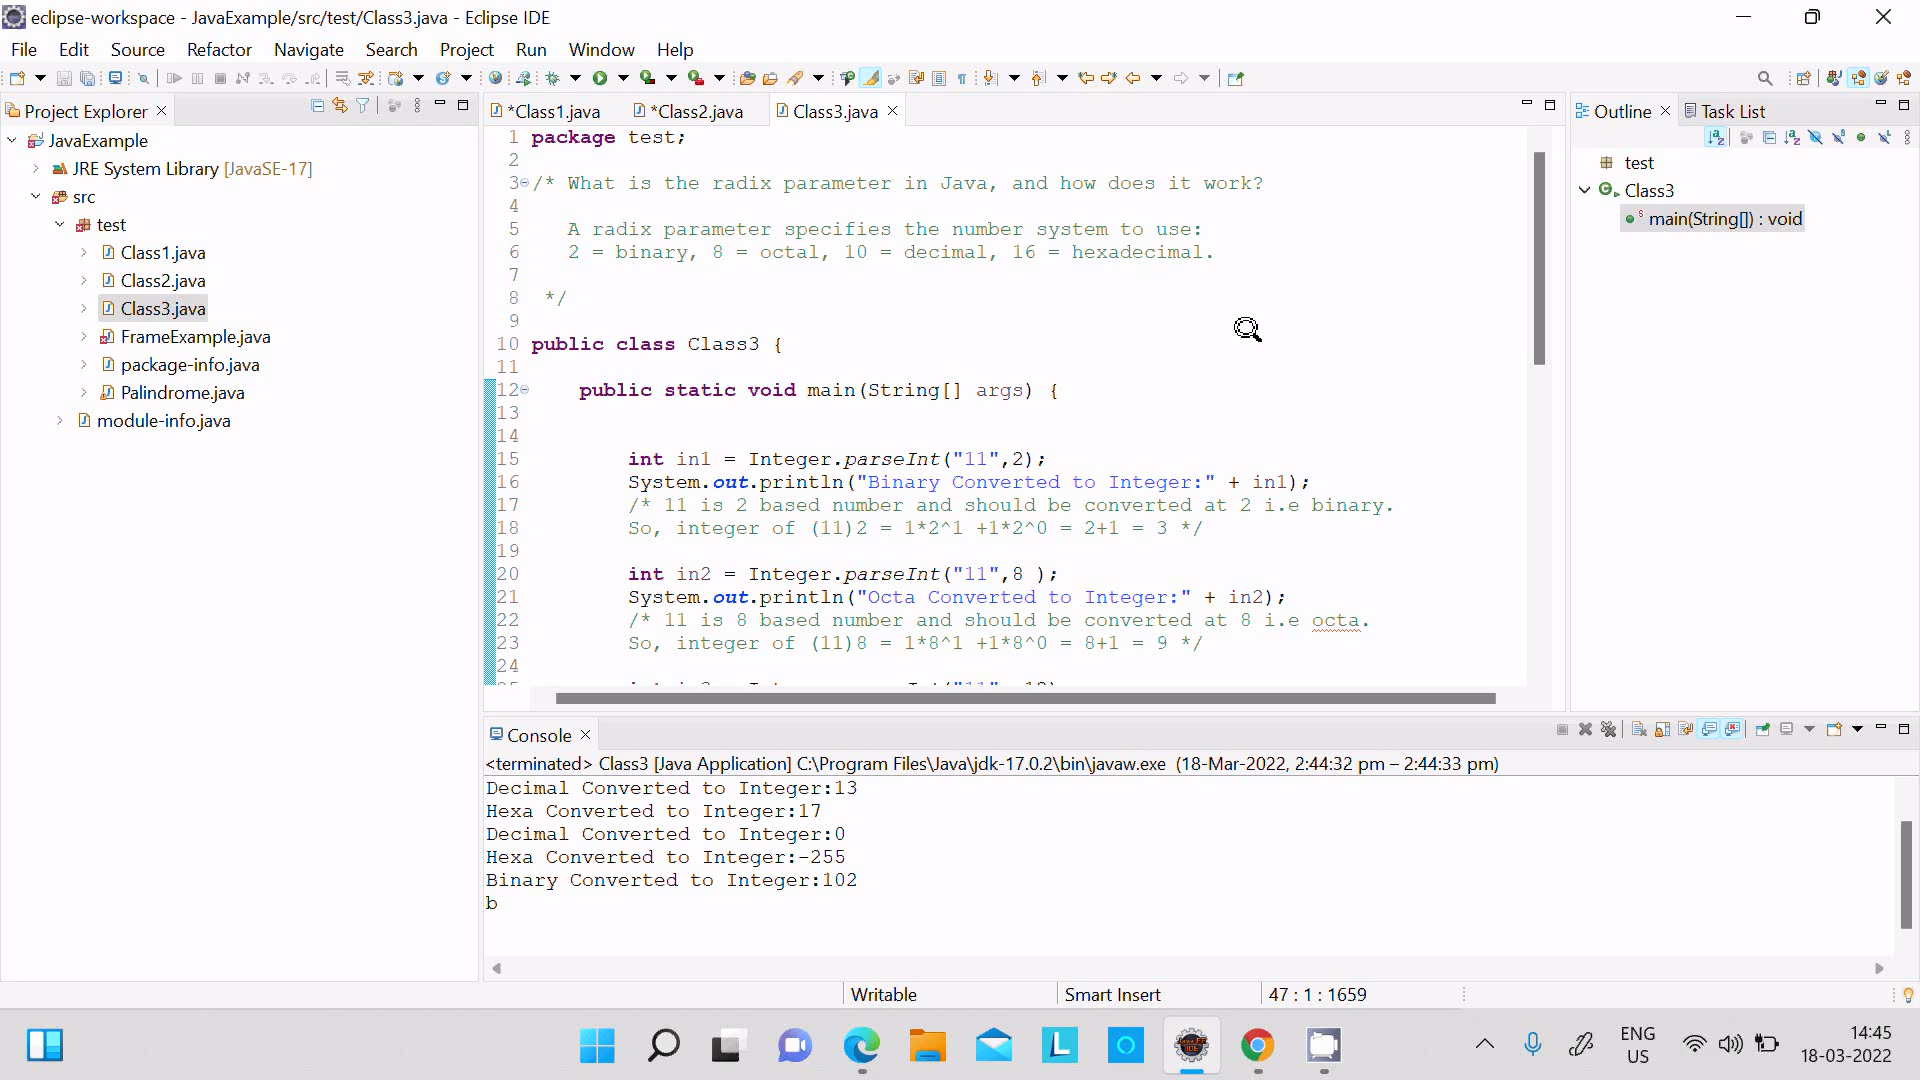 eclipse-workspace - JavaExample/src/test/Class3.java - Eclipse IDE
File Edit Source Refactor Navigate Search Project Run Window Help
Project Explorer
JavaExample
JRE System Library [JavaSE-17]
src
test
Class1.java
Class2.java
Class3.java
FrameExample.java
package-info.java
Palindrome.java
module-info.java
*Class1.java *Class2.java Class3.java
1 package test;
2
3 /* What is the radix parameter in Java, and how does it work?
4
5 A radix parameter specifies the number system to use:
6 2 = binary, 8 = octal, 10 = decimal, 16 = hexadecimal.
7
8 */
9
10 public class Class3 {
11
12 public static void main(String[] args) {
13
14
15 int in1 = Integer.parseInt("11",2);
16 System.out.println("Binary Converted to Integer:" + in1);
17 /* 11 is 2 based number and should be converted at 2 i.e binary.
18 So, integer of (11)2 = 1*2^1 +1*2^0 = 2+1 = 3 */
19
20 int in2 = Integer.parseInt("11",8 );
21 System.out.println("Octa Converted to Integer:" + in2);
22 /* 11 is 8 based number and should be converted at 8 i.e octa.
23 So, integer of (11)8 = 1*8^1 +1*8^0 = 8+1 = 9 */
24
Outline Task List
test
Class3
main(String[]) : void
Console
<terminated> Class3 [Java Application] C:\Program Files\Java\jdk-17.0.2\bin\javaw.exe (18-Mar-2022, 2:44:32 pm – 2:44:33 pm)
Decimal Converted to Integer:13
Hexa Converted to Integer:17
Decimal Converted to Integer:0
Hexa Converted to Integer:-255
Binary Converted to Integer:102
b
Writable Smart Insert 47 : 1 : 1659
ENG
US
14:45
18-03-2022